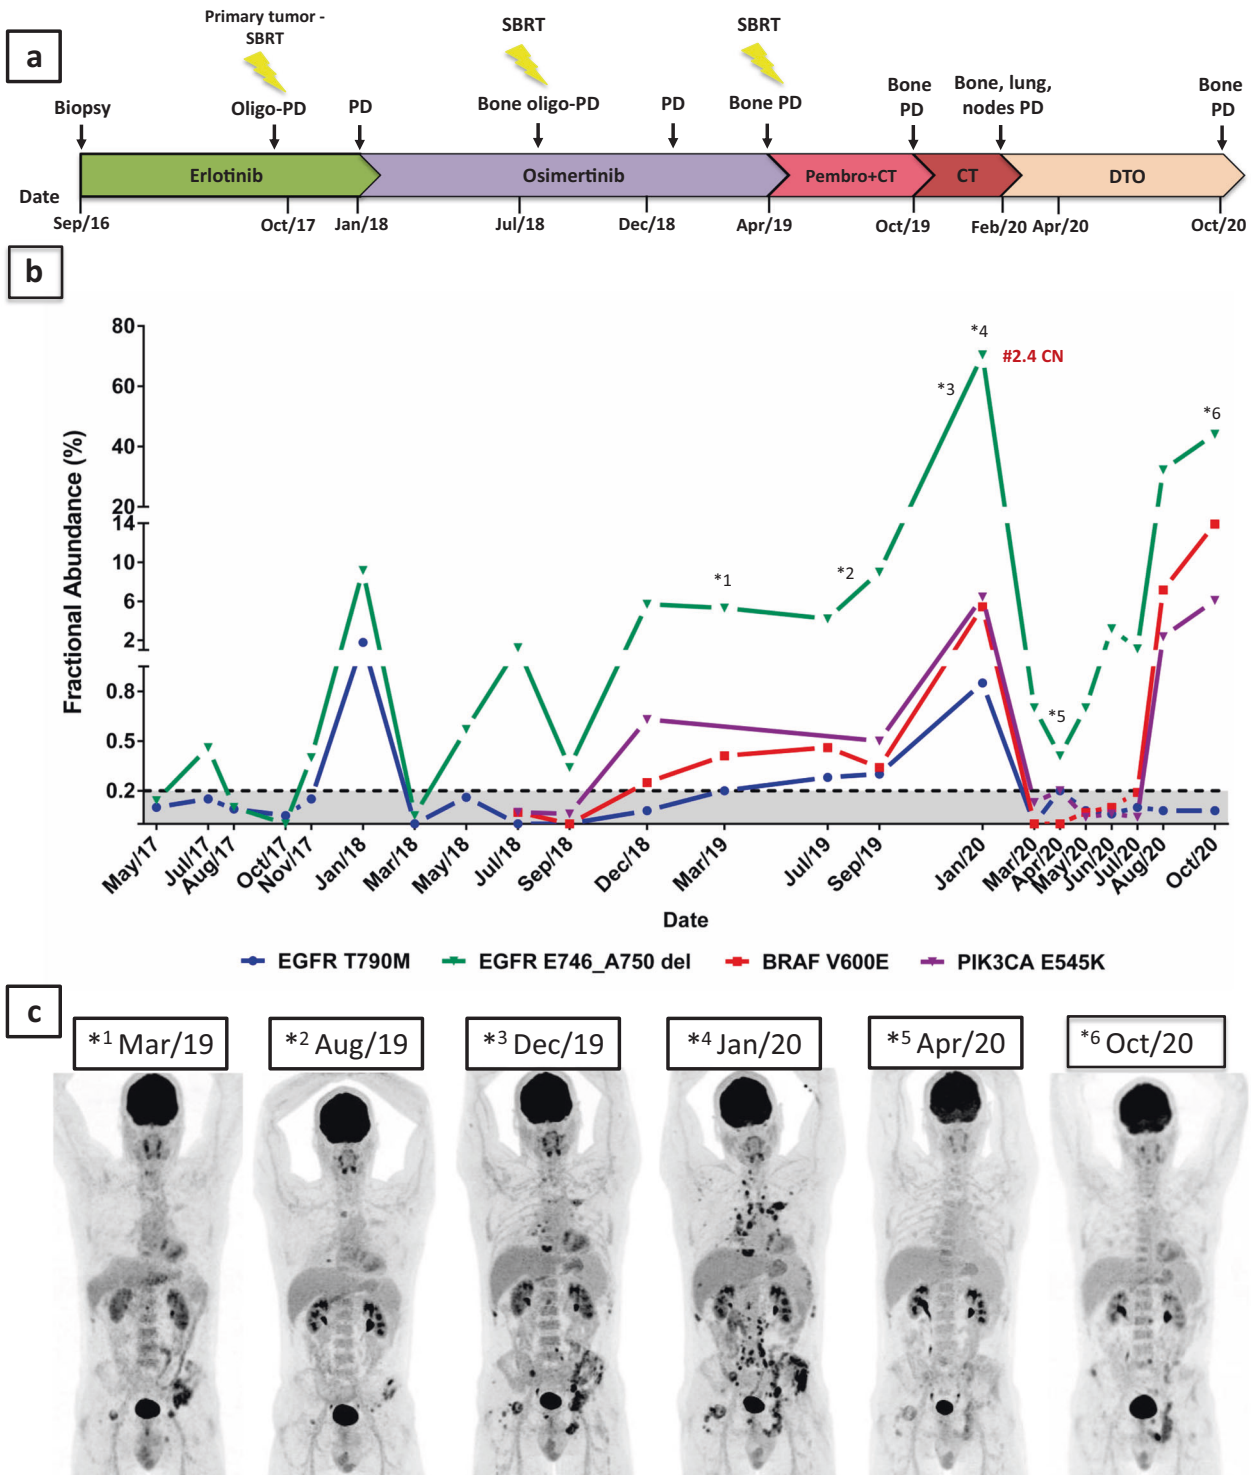 a
Primary tumor -
SBRT
SBRT
SBRT
Biopsy
Oligo-PD
PD
Bone oligo-PD
PD
Bone PD
Bone
PD
Bone, lung,
nodes PD
Bone
PD
Erlotinib
Osimertinib
Pembro+CT
CT
DTO
Date
Sep/16
Oct/17
Jan/18
Jul/18
Dec/18
Apr/19
Oct/19
Feb/20
Apr/20
Oct/20
b
Fractional Abundance (%)
80
60
40
20
14
10
6
2
0.8
0.5
0.2
*1
*2
*3
*4
#2.4 CN
*5
*6
May/17
Jul/17
Aug/17
Oct/17
Nov/17
Jan/18
Mar/18
May/18
Jul/18
Sep/18
Dec/18
Mar/19
Jul/19
Sep/19
Jan/20
Mar/20
Apr/20
May/20
Jun/20
Jul/20
Aug/20
Oct/20
Date
EGFR T790M
EGFR E746_A750 del
BRAF V600E
PIK3CA E545K
c
*1 Mar/19
*2 Aug/19
*3 Dec/19
*4 Jan/20
*5 Apr/20
*6 Oct/20